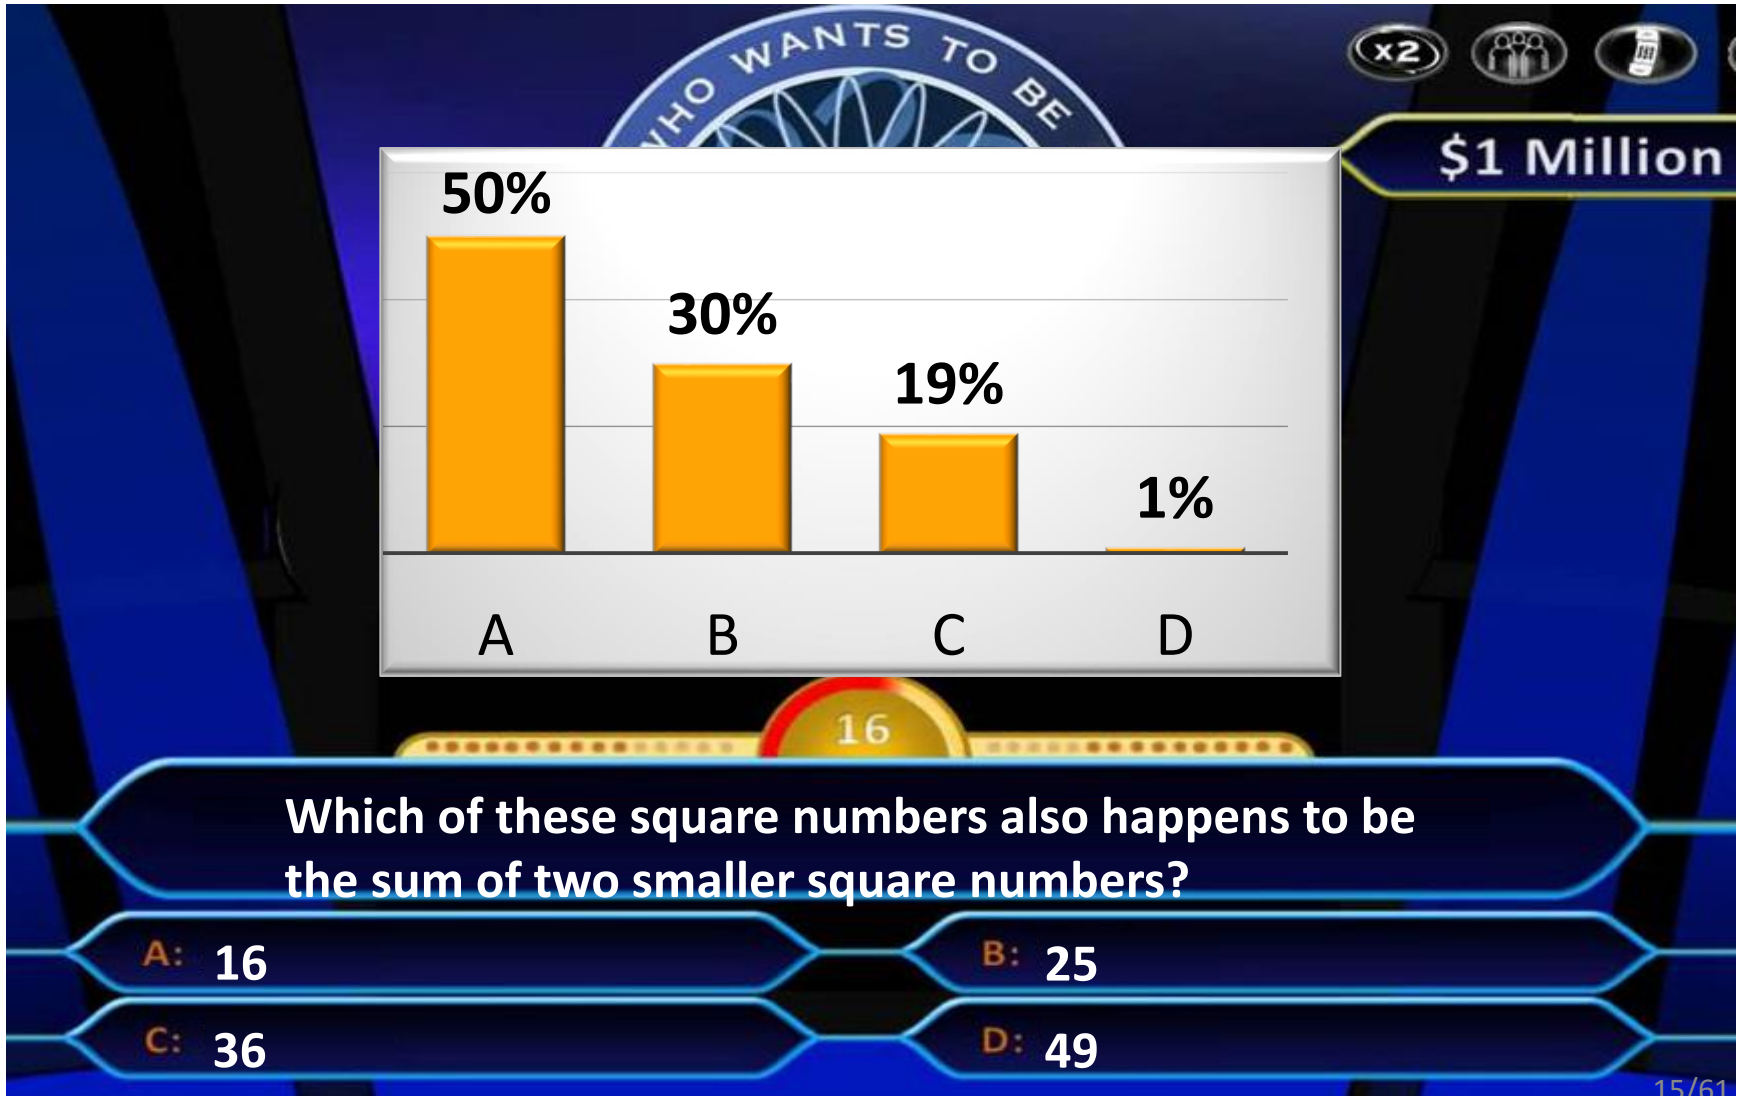 WHO WANTS TO BE
x2
$1 Million
50%
30%
19%
1%
A B C D
16
Which of these square numbers also happens to be
the sum of two smaller square numbers?
A: 16
B: 25
C: 36
D: 49
15/61